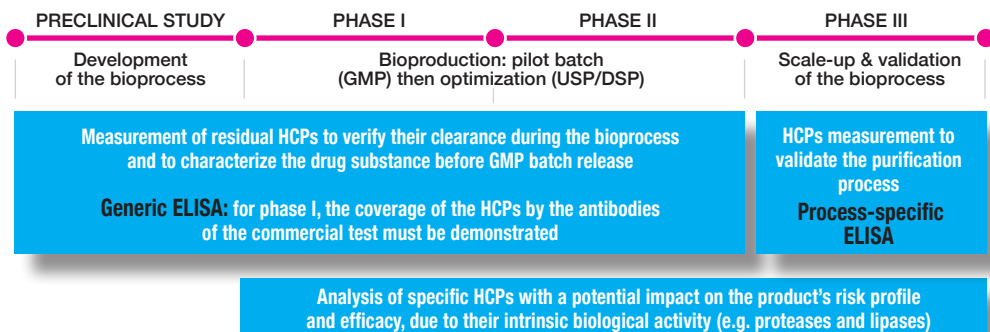 PRECLINICAL STUDY
PHASE I
PHASE II
PHASE III
Development
of the bioprocess
Bioproduction: pilot batch
(GMP) then optimization (USP/DSP)
Scale-up & validation
of the bioprocess
Measurement of residual HCPs to verify their clearance during the bioprocess
and to characterize the drug substance before GMP batch release
Generic ELISA: for phase I, the coverage of the HCPs by the antibodies
of the commercial test must be demonstrated
HCPs measurement to
validate the purification
process
Process-specific
ELISA
Analysis of specific HCPs with a potential impact on the product's risk profile
and efficacy, due to their intrinsic biological activity (e.g. proteases and lipases)